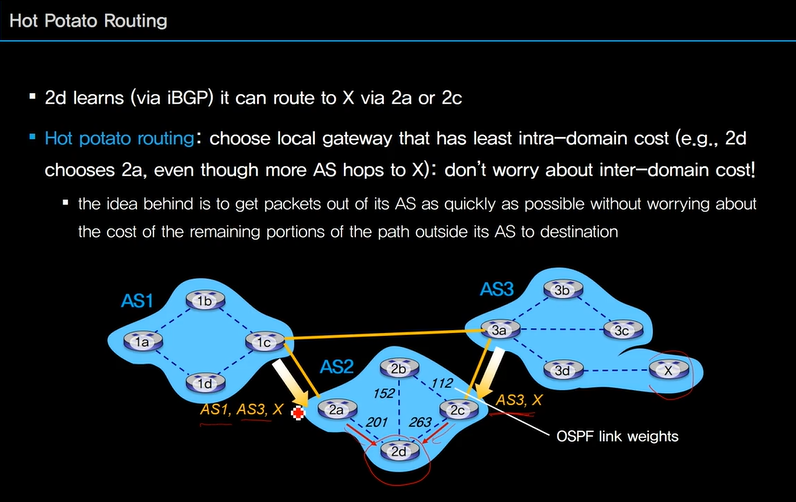 Hot Potato Routing
2d learns (via iBGP) it can route to X via 2a or 2c
Hot potato routing: choose local gateway that has least intra-domain cost (e.g., 2d
chooses 2a, even though more AS hops to X): don't worry about inter-domain cost!
the idea behind is to get packets out of its AS as quickly as possible without worrying about
the cost of the remaining portions of the path outside its AS to destination
AS1
AS3
1b
3b
1a
1c
3a
3c
1d
AS2
2b
3d
X
152
112
AS1, AS3, X
2a
2c
AS3, X
201
263
2d
OSPF link weights